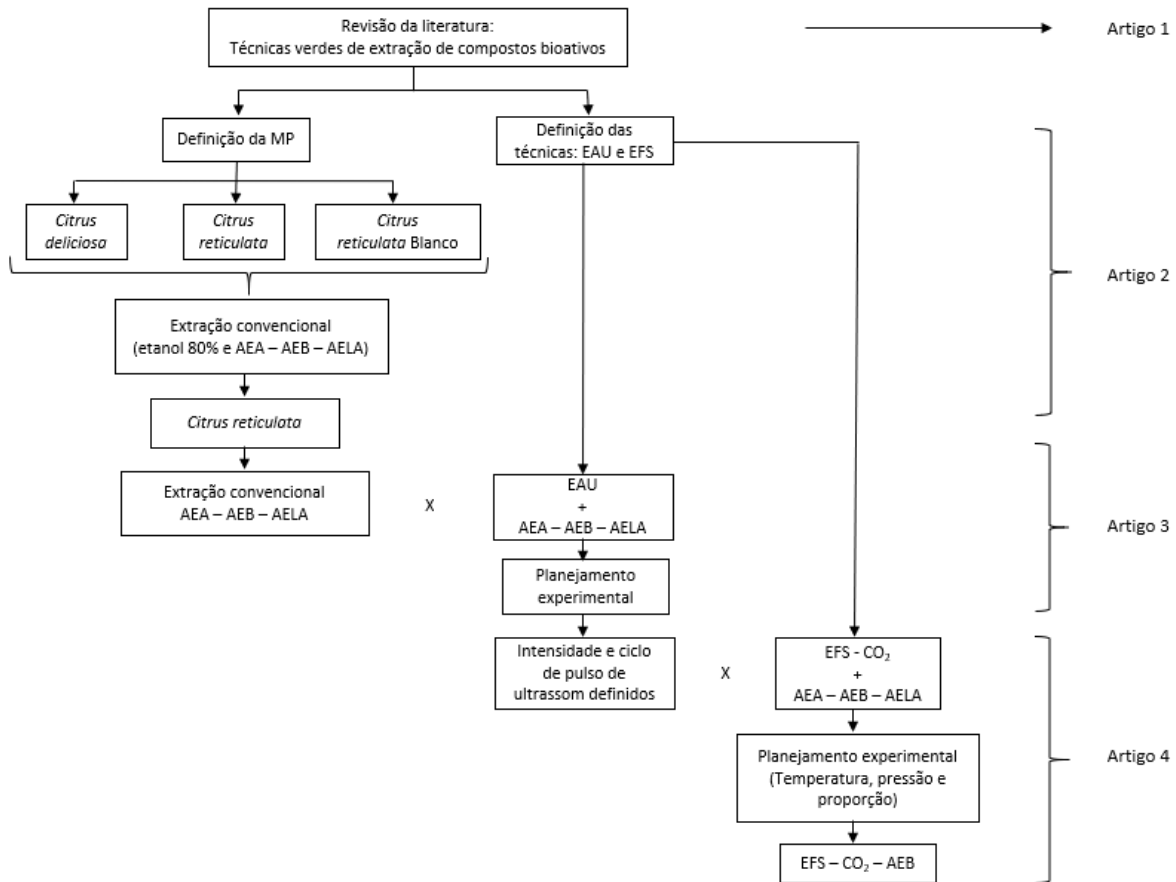 Revisão da literatura:
Técnicas verdes de extração de compostos bioativos
Artigo 1
Definição da MP
Definição das
técnicas: EAU e EFS
Citrus
deliciosa
Citrus
reticulata
Citrus
reticulata Blanco
Artigo 2
Extração convencional
(etanol 80% e AEA – AEB – AELA)
Citrus reticulata
Extração convencional
AEA – AEB – AELA
X
EAU
+
AEA – AEB – AELA
Artigo 3
Planejamento
experimental
Intensidade e ciclo
de pulso de
ultrassom definidos
X
EFS - CO₂
+
AEA – AEB – AELA
Artigo 4
Planejamento experimental
(Temperatura, pressão e
proporção)
EFS – CO₂ – AEB